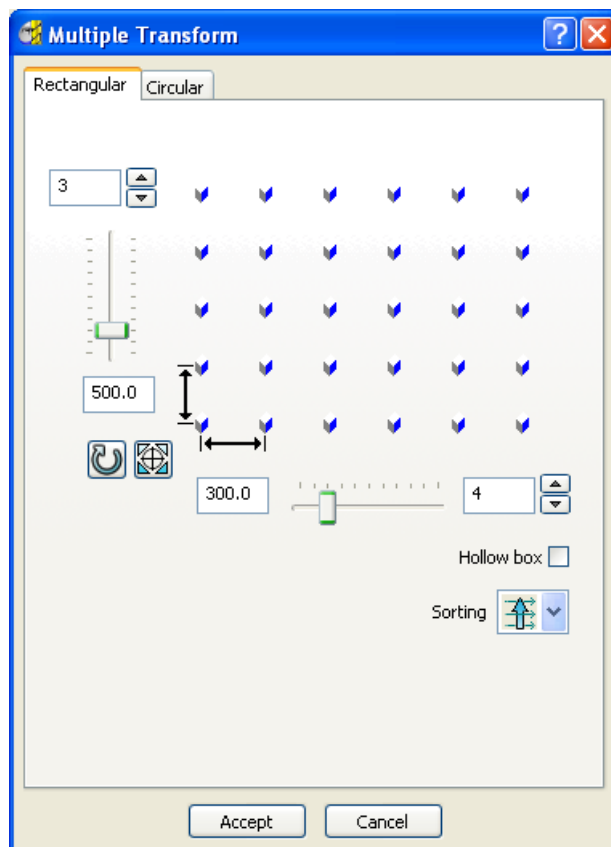 Multiple Transform
Rectangular
Circular
3
500.0
300.0
4
Hollow box
Sorting
Accept
Cancel